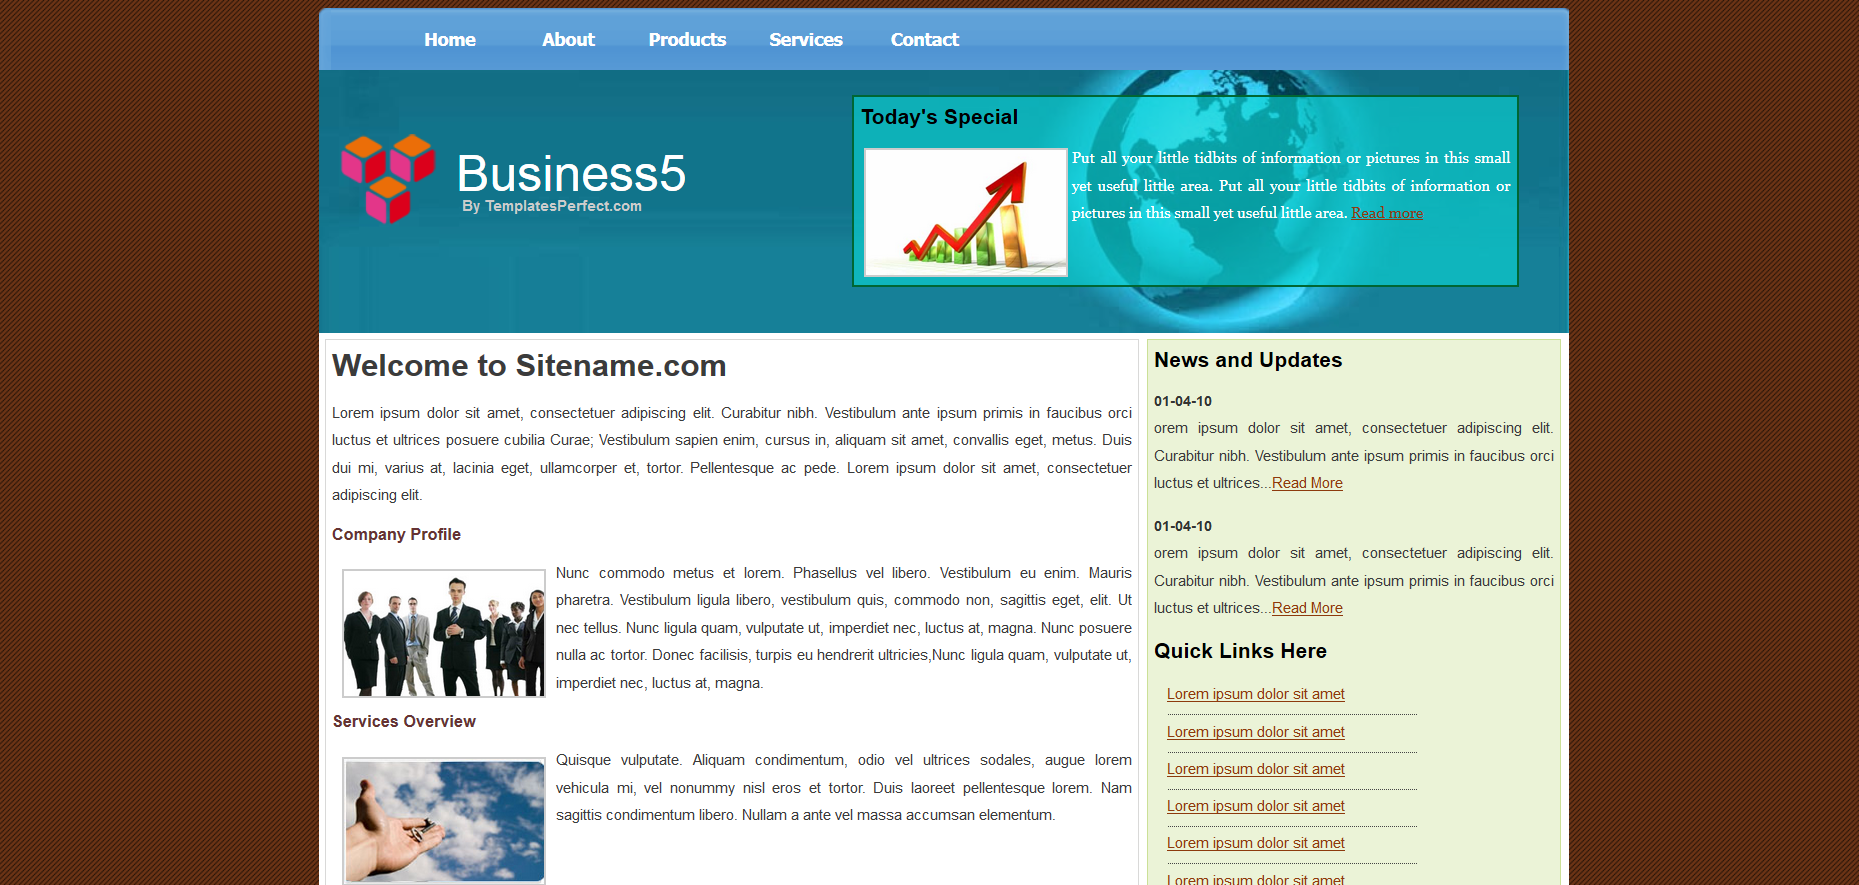 Home About Products Services Contact
Business5
By TemplatesPerfect.com
Today's Special
Put all your little tidbits of information or pictures in this small
yet useful little area. Put all your little tidbits of information or
pictures in this small yet useful little area. Read more
Welcome to Sitename.com
Lorem ipsum dolor sit amet, consectetuer adipiscing elit. Curabitur nibh. Vestibulum ante ipsum primis in faucibus orci
luctus et ultrices posuere cubilia Curae; Vestibulum sapien enim, cursus in, aliquam sit amet, convallis eget, metus. Duis
dui mi, varius at, lacinia eget, ullamcorper et, tortor. Pellentesque ac pede. Lorem ipsum dolor sit amet, consectetuer
adipiscing elit.
Company Profile
Nunc commodo metus et lorem. Phasellus vel libero. Vestibulum eu enim. Mauris
pharetra. Vestibulum ligula libero, vestibulum quis, commodo non, sagittis eget, elit. Ut
nec tellus. Nunc ligula quam, vulputate ut, imperdiet nec, luctus at, magna. Nunc posuere
nulla ac tortor. Donec facilisis, turpis eu hendrerit ultricies,Nunc ligula quam, vulputate ut,
imperdiet nec, luctus at, magna.
Services Overview
Quisque vulputate. Aliquam condimentum, odio vel ultrices sodales, augue lorem
vehicula mi, vel nonummy nisl eros et tortor. Duis laoreet pellentesque lorem. Nam
sagittis condimentum libero. Nullam a ante vel massa accumsan elementum.
News and Updates
01-04-10
orem ipsum dolor sit amet, consectetuer adipiscing elit.
Curabitur nibh. Vestibulum ante ipsum primis in faucibus orci
luctus et ultrices...Read More
01-04-10
orem ipsum dolor sit amet, consectetuer adipiscing elit.
Curabitur nibh. Vestibulum ante ipsum primis in faucibus orci
luctus et ultrices...Read More
Quick Links Here
Lorem ipsum dolor sit amet
Lorem ipsum dolor sit amet
Lorem ipsum dolor sit amet
Lorem ipsum dolor sit amet
Lorem ipsum dolor sit amet
Lorem ipsum dolor sit amet